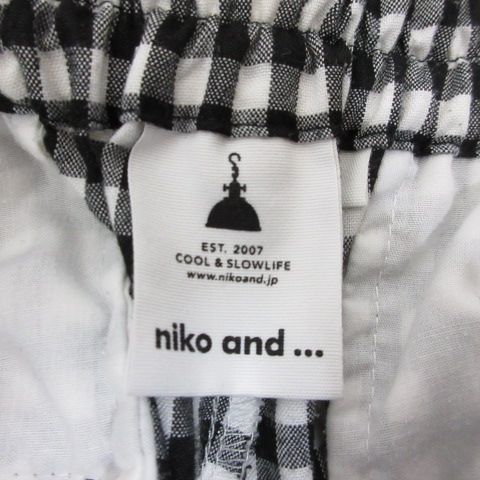 EST. 2007
COOL & SLOWLIFE
www.nikoand.jp
niko and ...